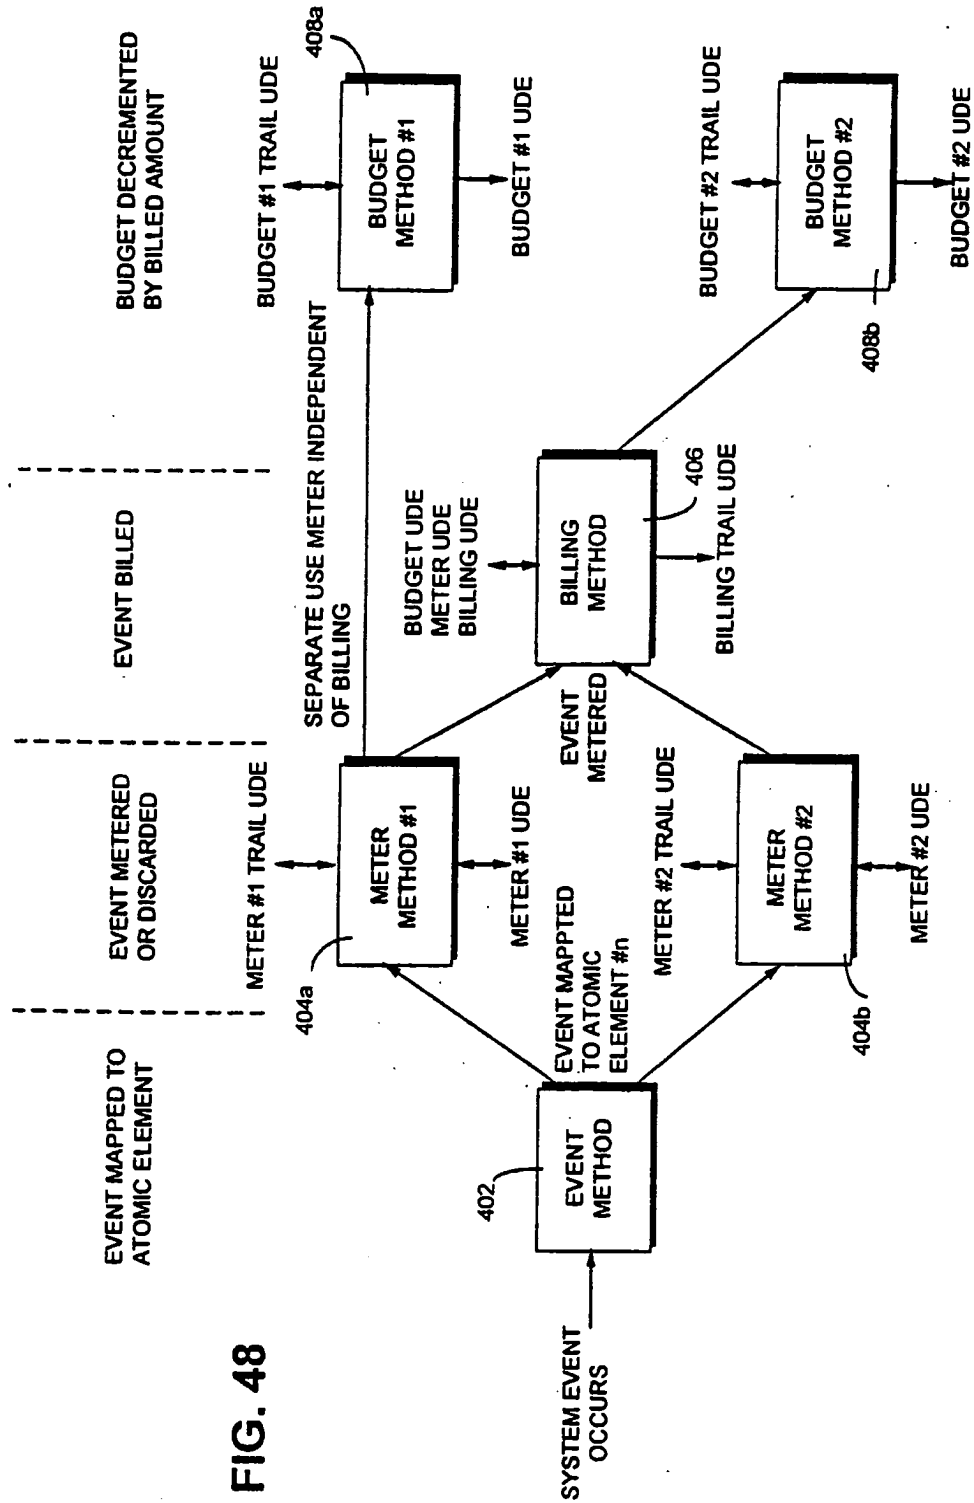 FIG. 48
EVENT MAPPED TO
ATOMIC ELEMENT
EVENT METERED
OR DISCARDED
EVENT BILLED
BUDGET DECREMENTED
BY BILLED AMOUNT
SYSTEM EVENT
OCCURS
402
EVENT
METHOD
EVENT MAPPTED
TO ATOMIC
ELEMENT #n
METER #1 TRAIL UDE
404a
METER
METHOD #1
METER #1 UDE
METER #2 TRAIL UDE
METER
METHOD #2
404b
METER #2 UDE
SEPARATE USE METER INDEPENDENT
OF BILLING
EVENT
METERED
BUDGET UDE
METER UDE
BILLING UDE
BILLING
METHOD
406
BILLING TRAIL UDE
BUDGET #1 TRAIL UDE
408a
BUDGET
METHOD #1
BUDGET #1 UDE
BUDGET #2 TRAIL UDE
BUDGET
METHOD #2
408b
BUDGET #2 UDE